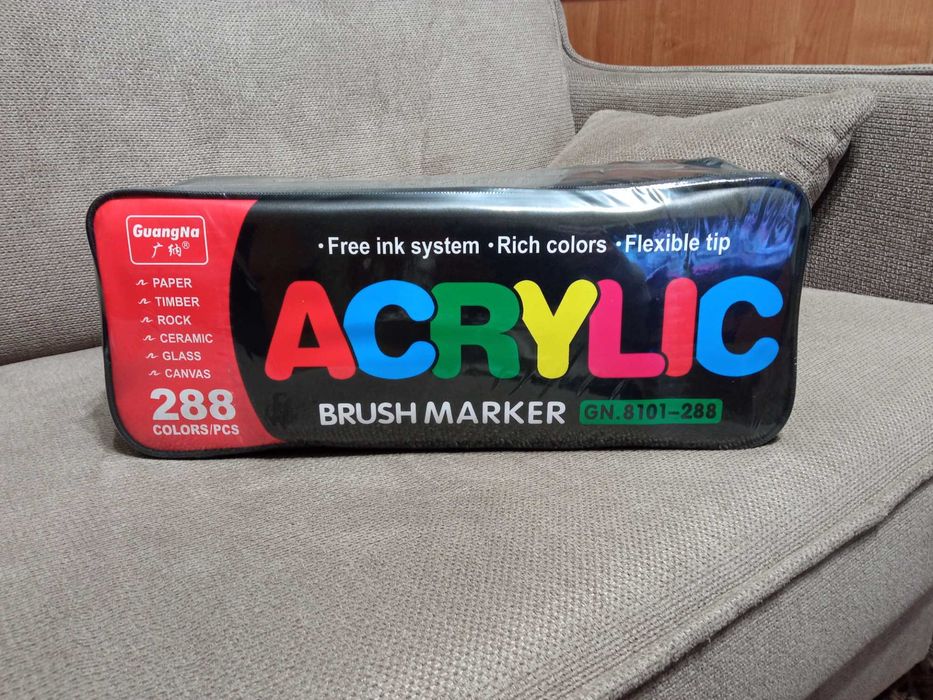 GuangNa
广纳®
PAPER
TIMBER
ROCK
CERAMIC
GLASS
CANVAS
288
COLORS/PCS
•Free ink system •Rich colors •Flexible tip
ACRYLIC
BRUSH MARKER GN.8101-288